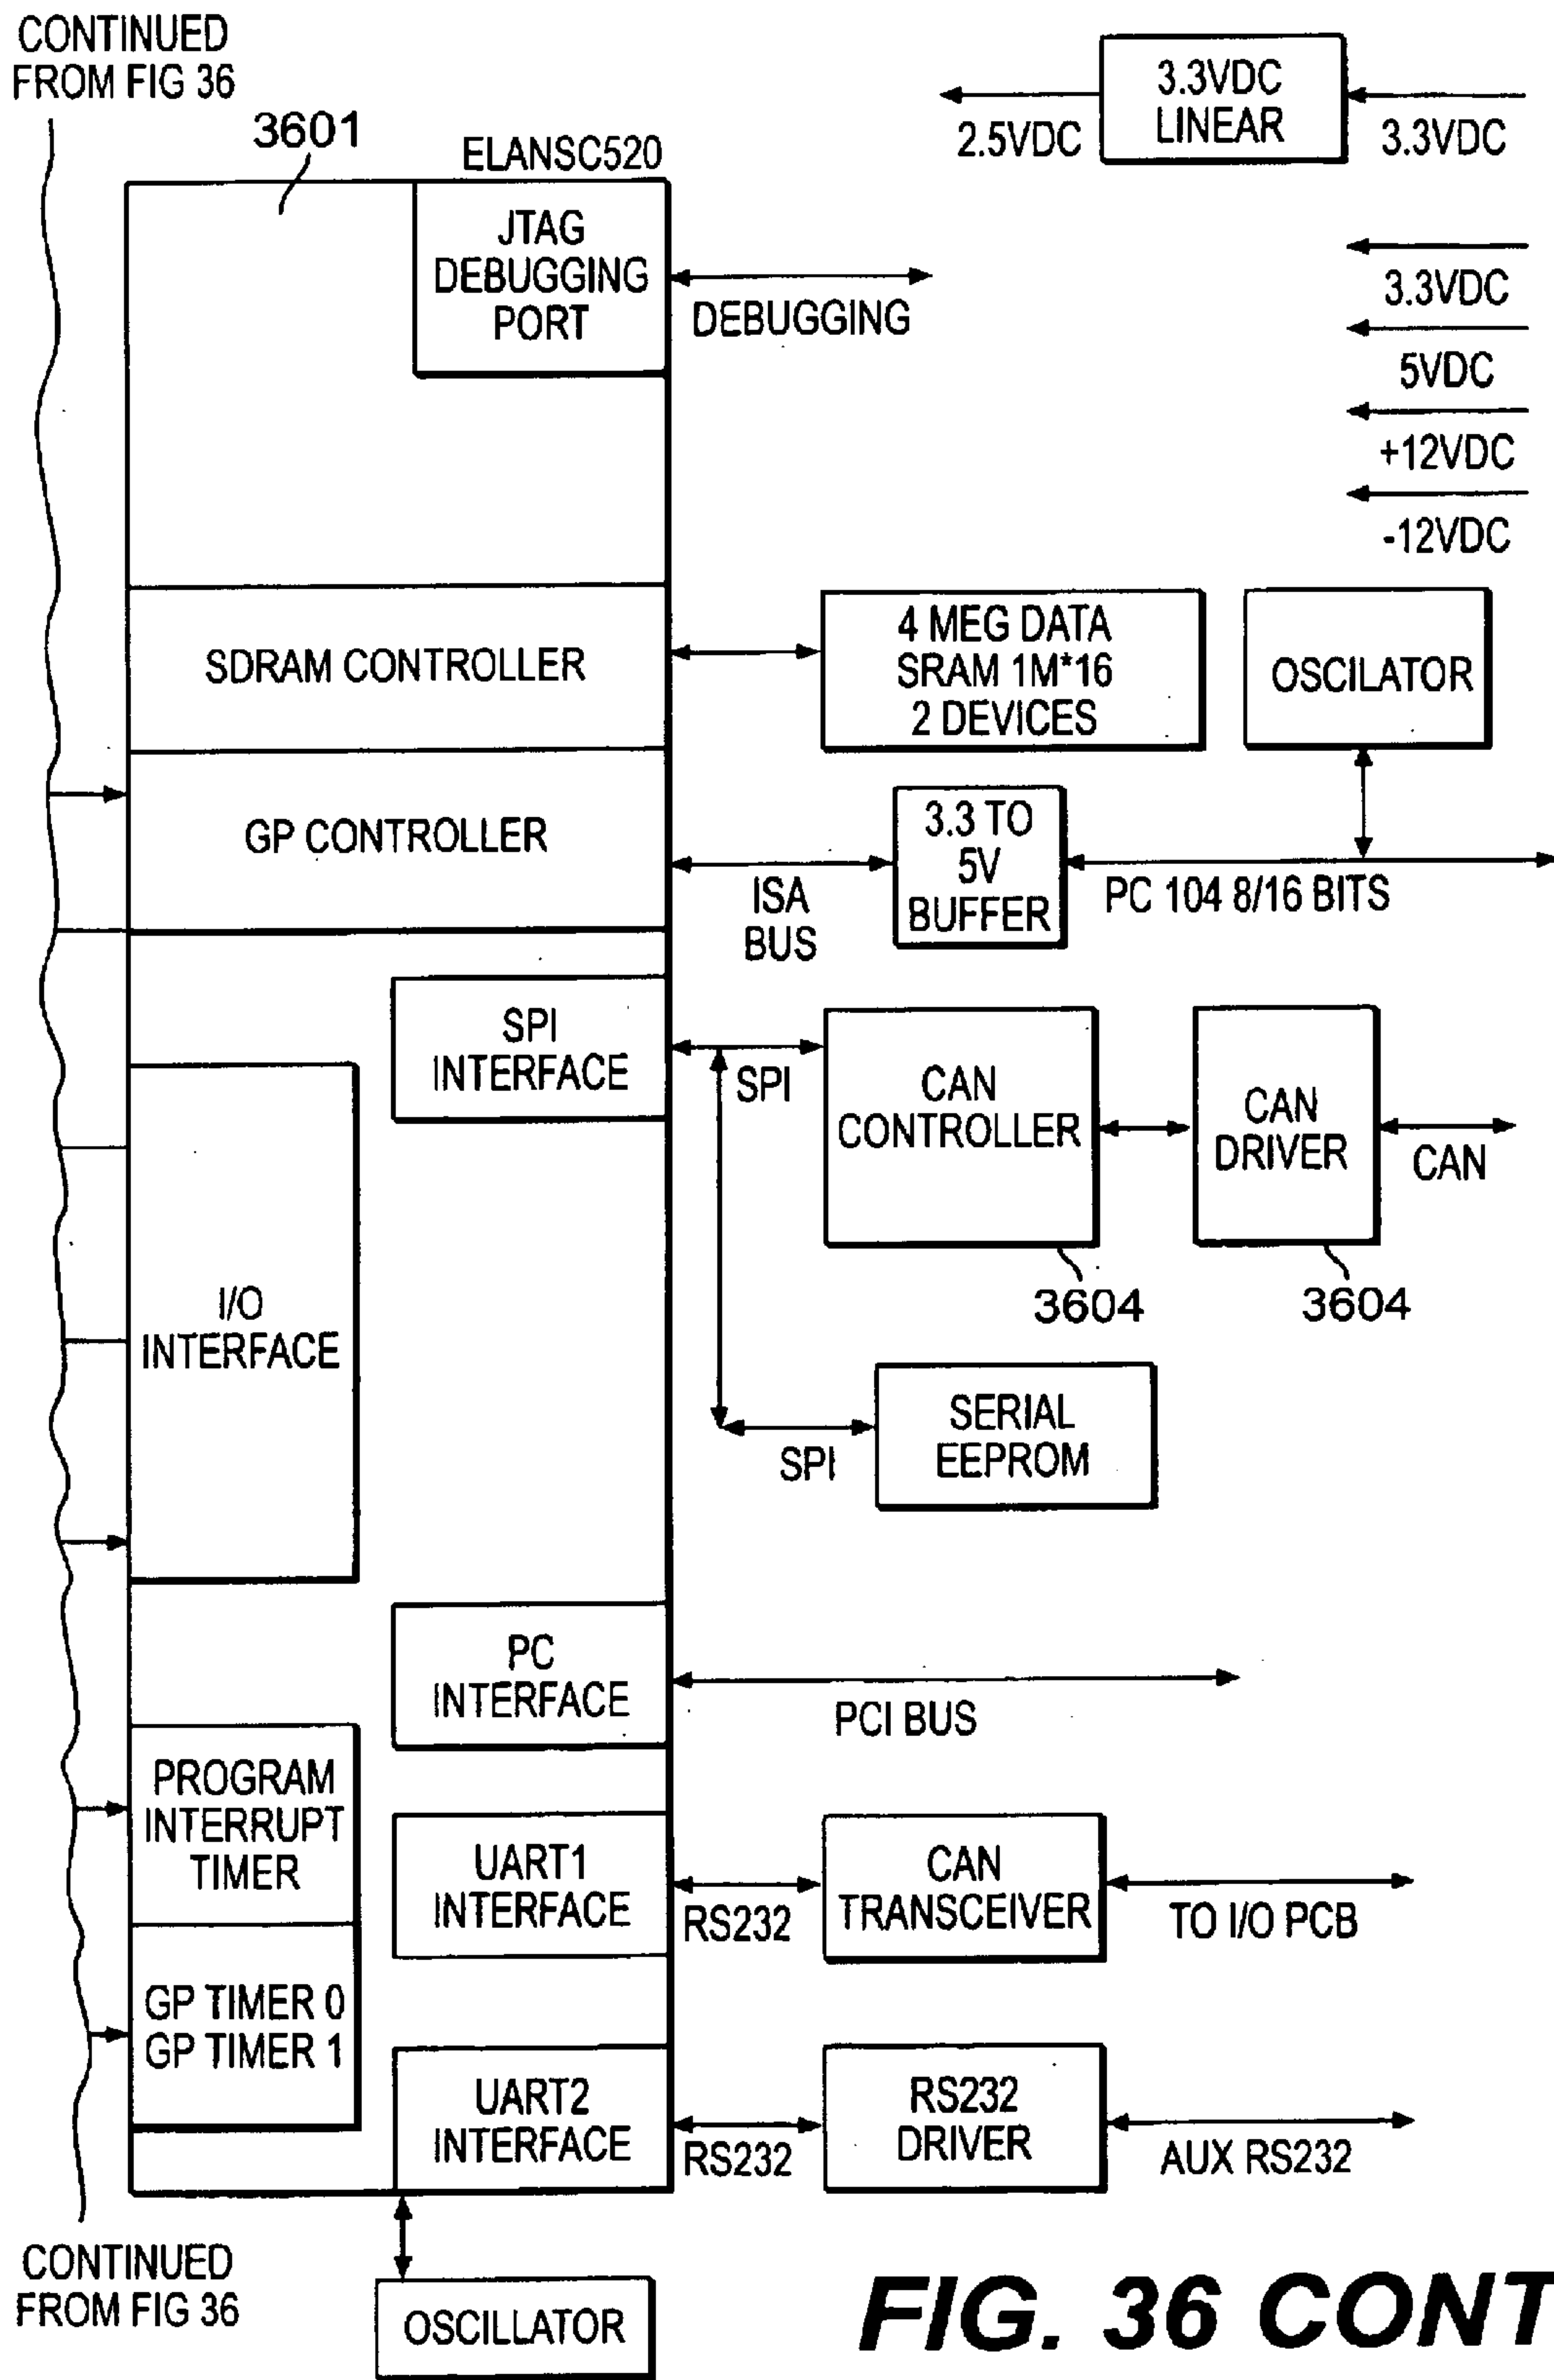 CONTINUED
FROM FIG 36
3601
ELANSC520
3.3VDC
LINEAR
2.5VDC
3.3VDC
JTAG
DEBUGGING
PORT
DEBUGGING
3.3VDC
5VDC
+12VDC
-12VDC
SDRAM CONTROLLER
4 MEG DATA
SRAM 1M*16
2 DEVICES
OSCILATOR
GP CONTROLLER
ISA
BUS
3.3 TO
5V
BUFFER
PC 104 8/16 BITS
SPI
INTERFACE
SPI
CAN
CONTROLLER
CAN
DRIVER
CAN
3604
3604
I/O
INTERFACE
SPI
SERIAL
EEPROM
PC
INTERFACE
PCI BUS
PROGRAM
INTERRUPT
TIMER
UART1
INTERFACE
RS232
CAN
TRANSCEIVER
TO I/O PCB
GP TIMER 0
GP TIMER 1
UART2
INTERFACE
RS232
RS232
DRIVER
AUX RS232
CONTINUED
FROM FIG 36
OSCILLATOR
FIG. 36 CONT